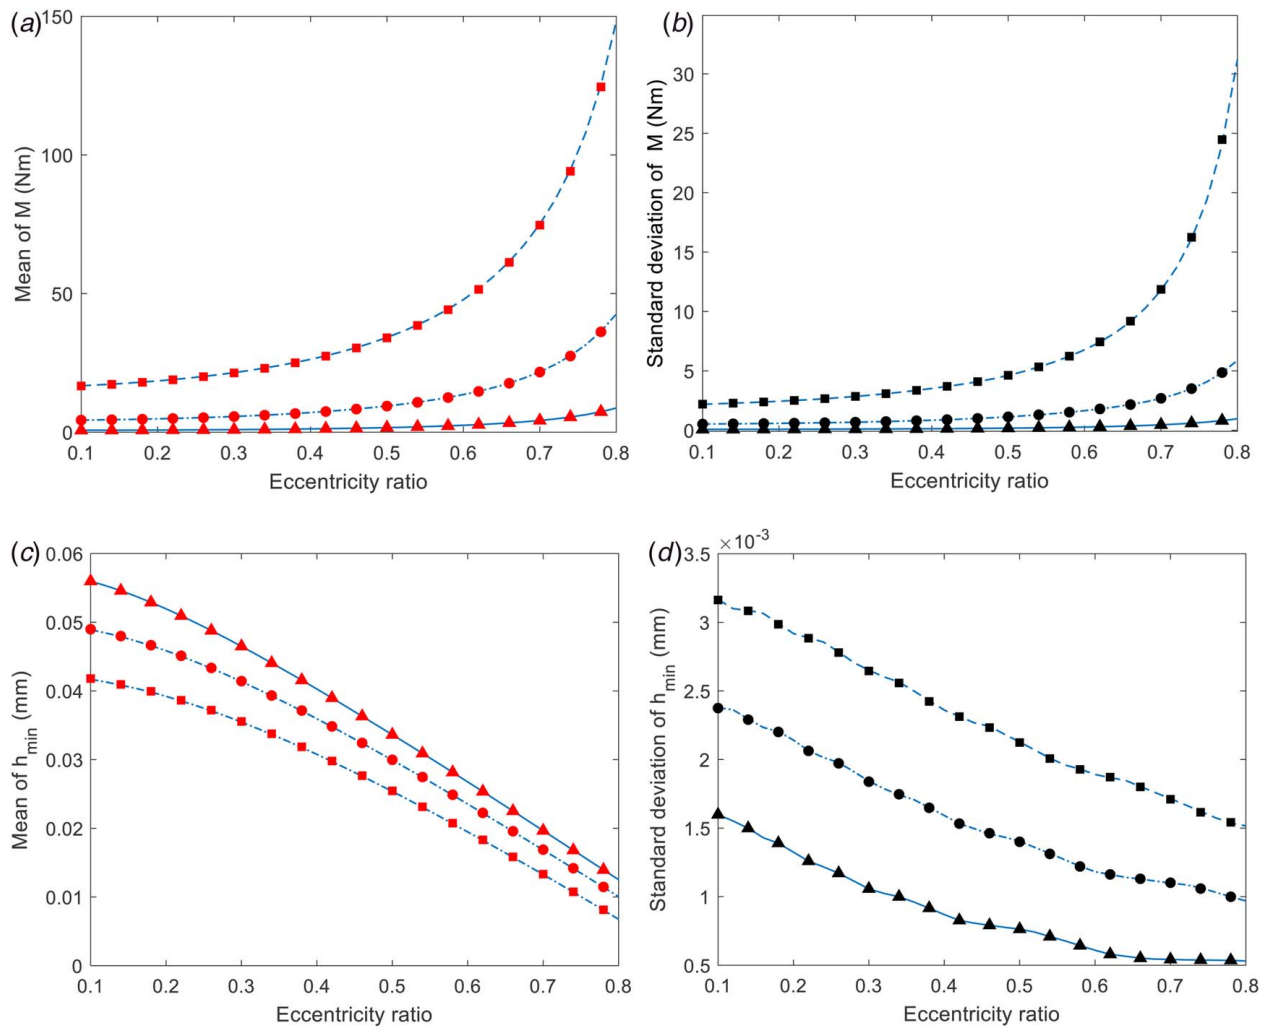 (a)
150
100
50
0
Mean of M (Nm)
0.1 0.2 0.3 0.4 0.5 0.6 0.7 0.8
Eccentricity ratio
(b)
30
25
20
15
10
5
0
Standard deviation of M (Nm)
0.1 0.2 0.3 0.4 0.5 0.6 0.7 0.8
Eccentricity ratio
(c)
0.06
0.05
0.04
0.03
0.02
0.01
0
Mean of hmin (mm)
0.1 0.2 0.3 0.4 0.5 0.6 0.7 0.8
Eccentricity ratio
(d)
×10-3
3.5
3
2.5
2
1.5
1
0.5
Standard deviation of hmin (mm)
0.1 0.2 0.3 0.4 0.5 0.6 0.7 0.8
Eccentricity ratio